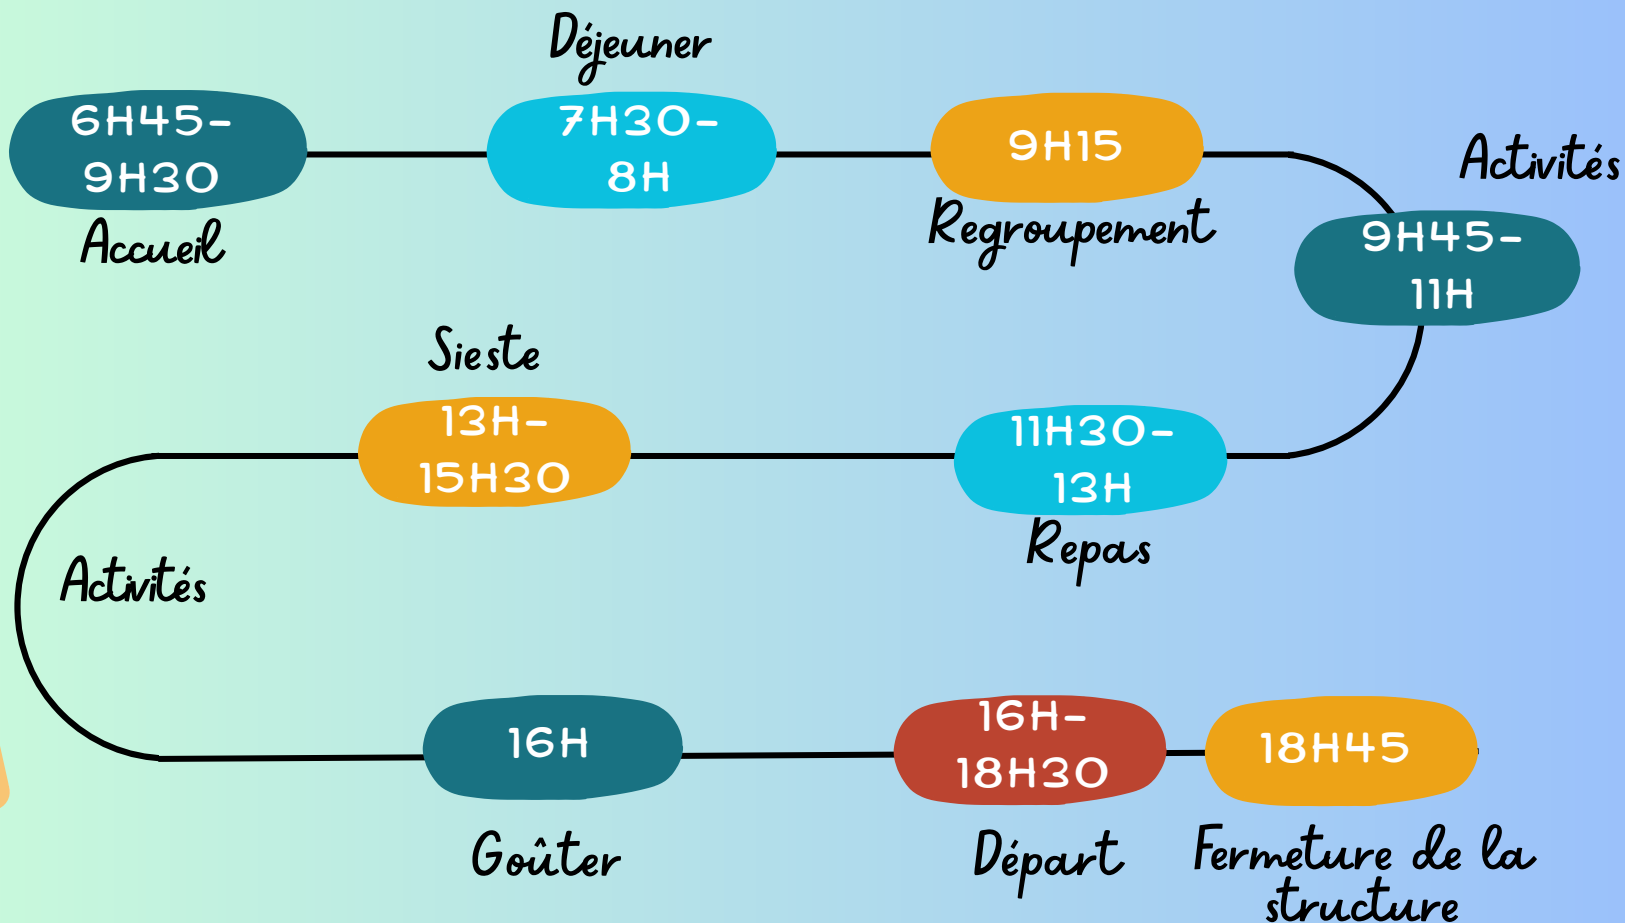 Déjeuner
6H45-
9H30
Accueil
7H30-
8H
9H15
Regroupement
Activités
9H45-
11H
11H30-
13H
Repas
Sieste
13H-
15H30
Activités
16H
Goûter
16H-
18H30
Départ
18H45
Fermeture de la
structure